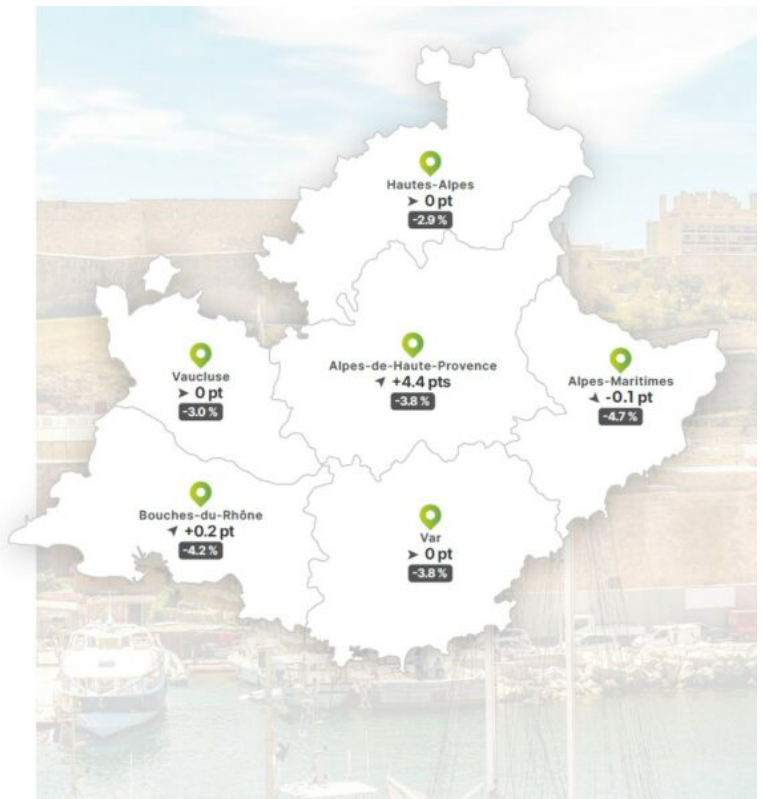 Hautes-Alpes
➤ 0 pt
-2.9 %
Alpes-de-Haute-Provence
➤ +4.4 pts
-3.8 %
Vaucluse
➤ 0 pt
-3.0 %
Alpes-Maritimes
➤ -0.1 pt
-4.7 %
Bouches-du-Rhône
➤ +0.2 pt
-4.2 %
Var
➤ 0 pt
-3.8 %